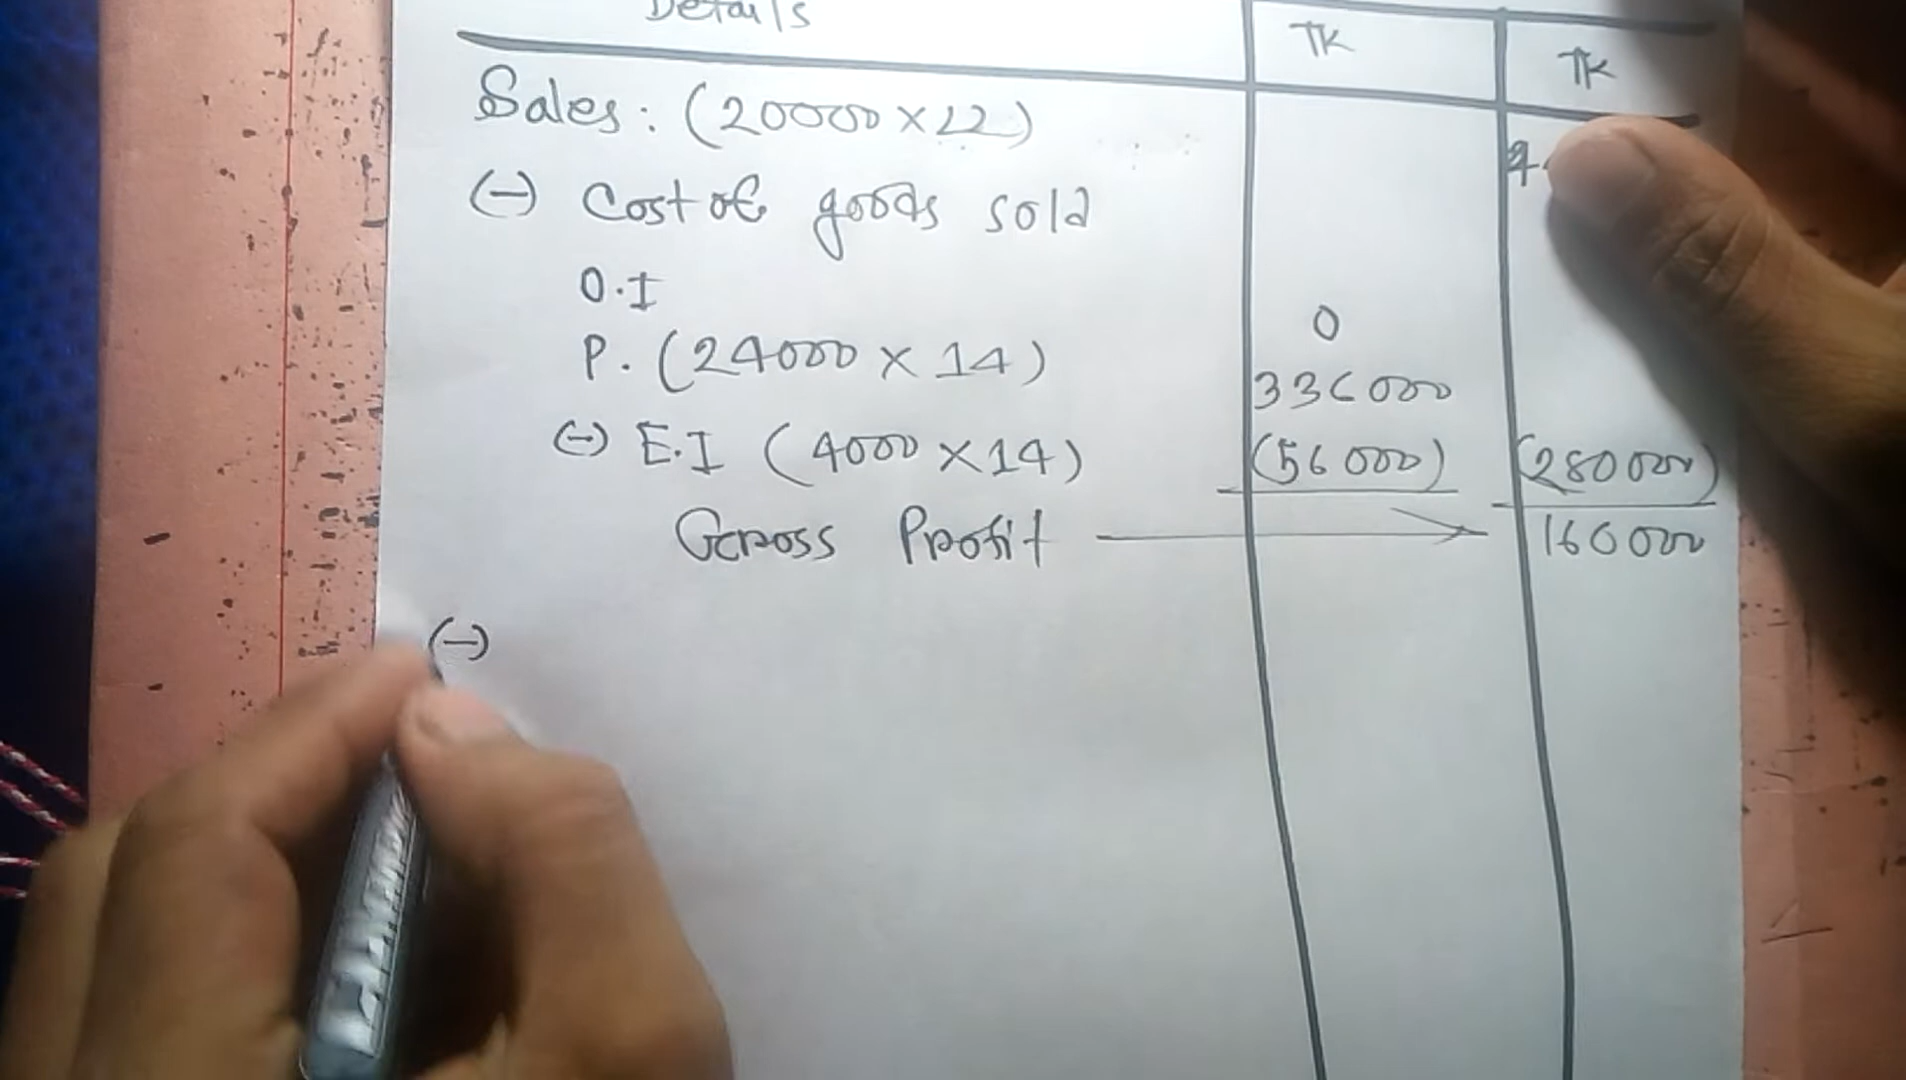 Details TK TK
Sales: (20000 × 22)
(-) Cost of goods sold
O.I 0
P. (24000 × 14) 336000
(-) E.I (4000 × 14) (56000) (280000)
Gross Profit → 160000
(-)